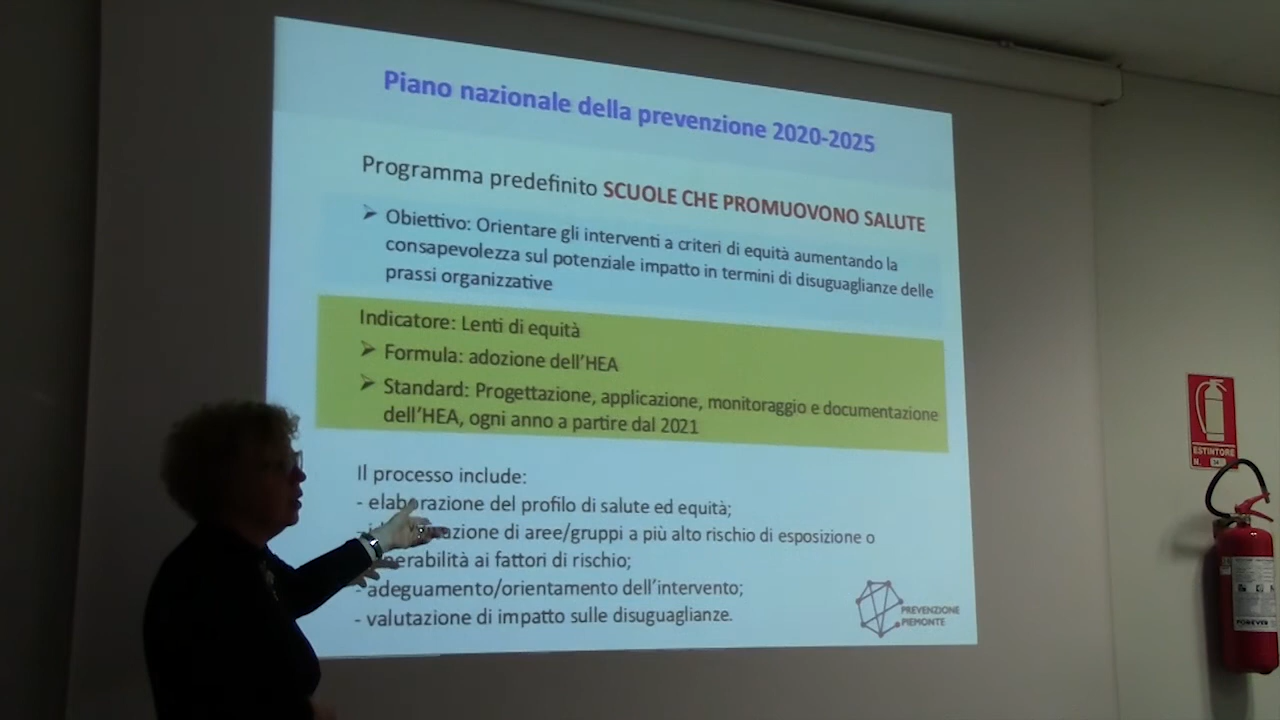 Piano nazionale della prevenzione 2020-2025
Programma predefinito SCUOLE CHE PROMUOVONO SALUTE
➤ Obiettivo: Orientare gli interventi a criteri di equità aumentando la
consapevolezza sul potenziale impatto in termini di disuguaglianze delle
prassi organizzative
Indicatore: Lenti di equità
➤ Formula: adozione dell'HEA
➤ Standard: Progettazione, applicazione, monitoraggio e documentazione
dell'HEA, ogni anno a partire dal 2021
Il processo include:
- elaborazione del profilo di salute ed equità;
azione di aree/gruppi a più alto rischio di esposizione o
nerabilità ai fattori di rischio;
- adeguamento/orientamento dell'intervento;
- valutazione di impatto sulle disuguaglianze.
PREVENZIONE
PIEMONTE
ESTINTORE
N.